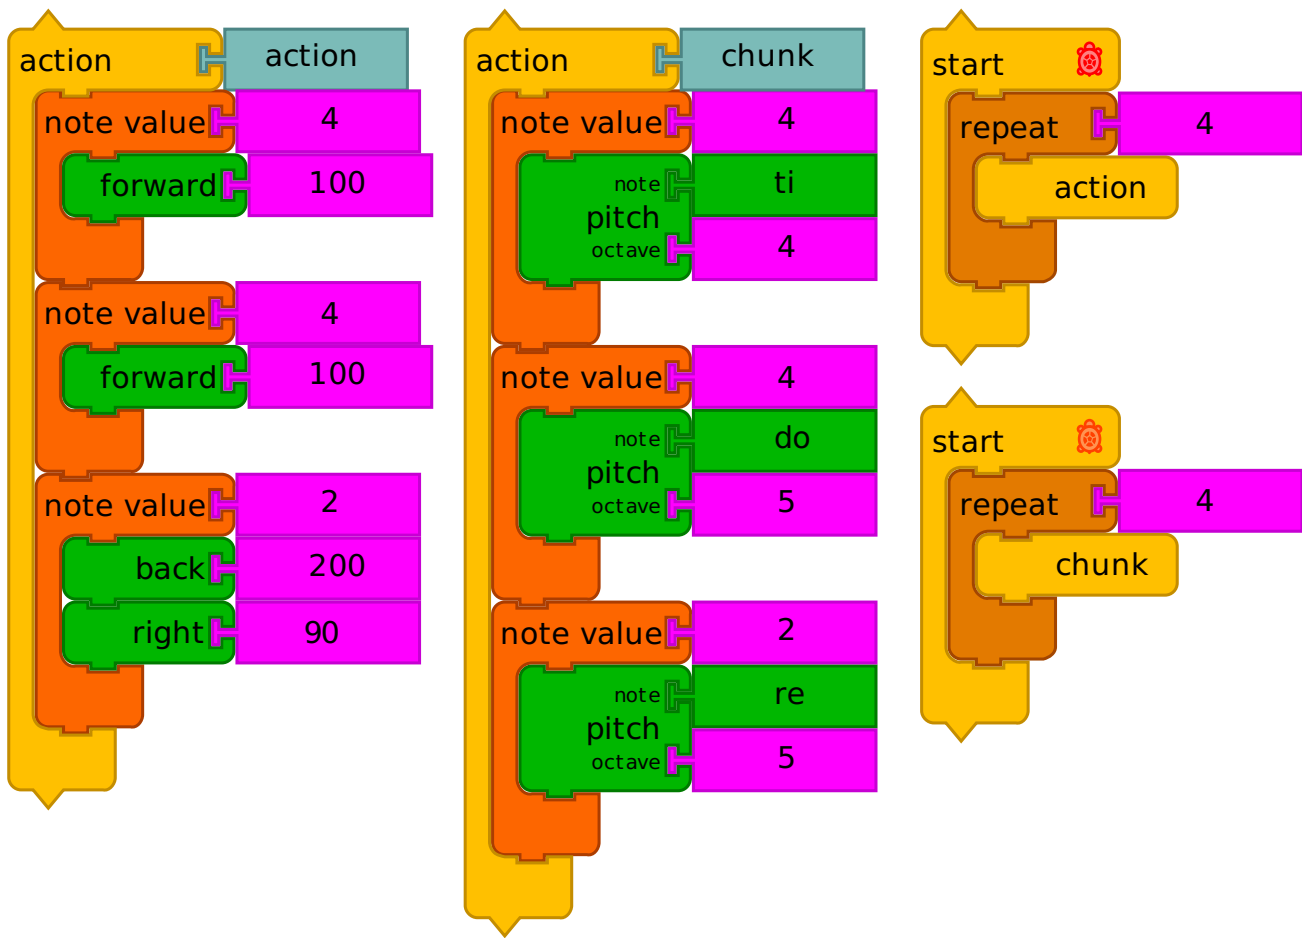 action action
note value 4
forward 100
note value 4
forward 100
note value 2
back 200
right 90
action chunk
note value 4
note ti
pitch
octave 4
note value 4
note do
pitch
octave 5
note value 2
note re
pitch
octave 5
start
repeat 4
action
start
repeat 4
chunk